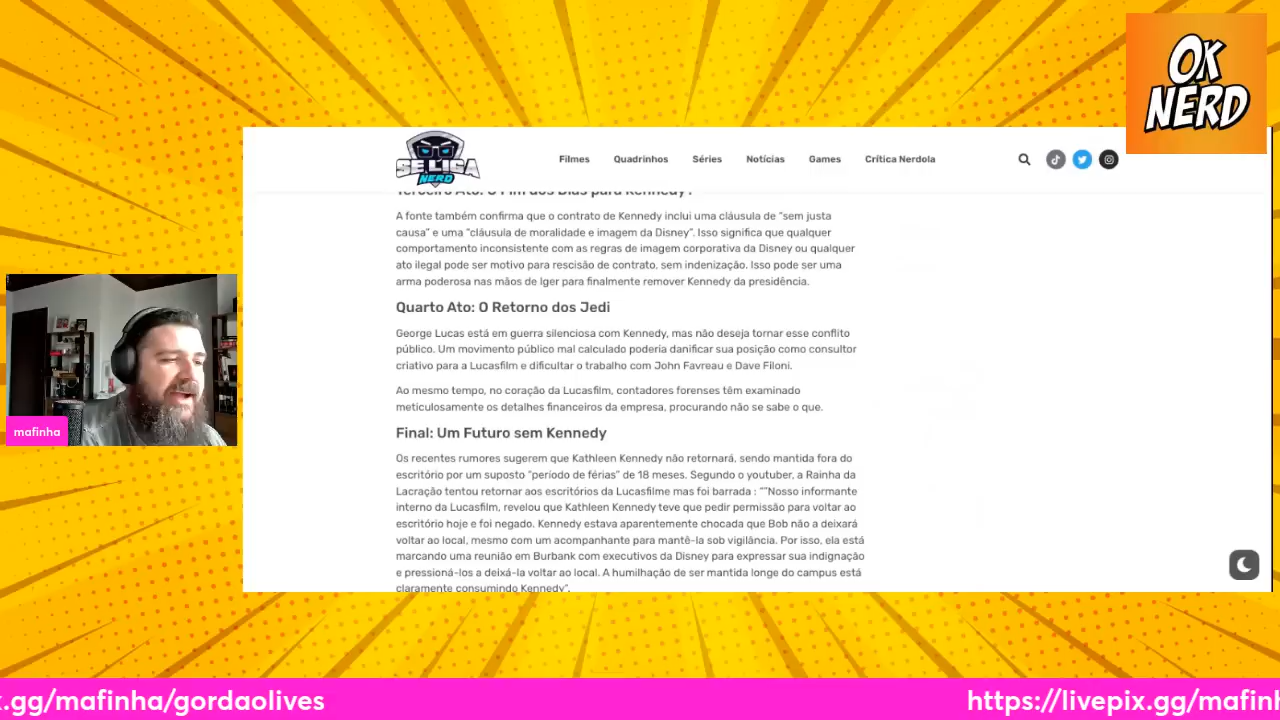 OK
NERD
SE LIGA
NERD
Filmes Quadrinhos Séries Notícias Games Crítica Nerdola
Terceiro Ato: O Fim dos Dias para Kennedy?
A fonte também confirma que o contrato de Kennedy inclui uma cláusula de “sem justa
causa” e uma “cláusula de moralidade e imagem da Disney”. Isso significa que qualquer
comportamento inconsistente com as regras de imagem corporativa da Disney ou qualquer
ato ilegal pode ser motivo para rescisão de contrato, sem indenização. Isso pode ser uma
arma poderosa nas mãos de Iger para finalmente remover Kennedy da presidência.
Quarto Ato: O Retorno dos Jedi
George Lucas está em guerra silenciosa com Kennedy, mas não deseja tornar esse conflito
público. Um movimento público mal calculado poderia danificar sua posição como consultor
criativo para a Lucasfilm e dificultar o trabalho com John Favreau e Dave Filoni.
Ao mesmo tempo, no coração da Lucasfilm, contadores forenses têm examinado
meticulosamente os detalhes financeiros da empresa, procurando não se sabe o que.
Final: Um Futuro sem Kennedy
Os recentes rumores sugerem que Kathleen Kennedy não retornará, sendo mantida fora do
escritório por um suposto “período de férias” de 18 meses. Segundo o youtuber, a Rainha da
Lacração tentou retornar aos escritórios da Lucasfilme mas foi barrada : “”Nosso informante
interno da Lucasfilm, revelou que Kathleen Kennedy teve que pedir permissão para voltar ao
escritório hoje e foi negado. Kennedy estava aparentemente chocada que Bob não a deixará
voltar ao local, mesmo com um acompanhante para mantê-la sob vigilância. Por isso, ela está
marcando uma reunião em Burbank com executivos da Disney para expressar sua indignação
e pressioná-los a deixá-la voltar ao local. A humilhação de ser mantida longe do campus está
claramente consumindo Kennedy”.
mafinha
x.gg/mafinha/gordaolives https://livepix.gg/mafinh